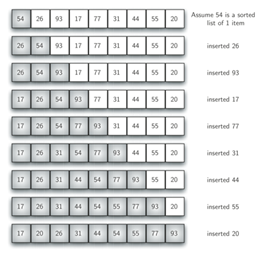 54 26 93 17 77 31 44 55 20 Assume 54 is a sorted
list of 1 item
26 54 93 17 77 31 44 55 20 inserted 26
26 54 93 17 77 31 44 55 20 inserted 93
17 26 54 93 77 31 44 55 20 inserted 17
17 26 54 77 93 31 44 55 20 inserted 77
17 26 31 54 77 93 44 55 20 inserted 31
17 26 31 44 54 77 93 55 20 inserted 44
17 26 31 44 54 55 77 93 20 inserted 55
17 20 26 31 44 54 55 77 93 inserted 20